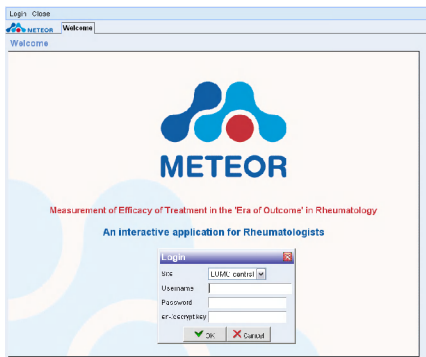 Login Close
METEOR Welcome
Welcome
METEOR
Measurement of Efficacy of Treatment in the 'Era of Outcome' in Rheumatology
An interactive application for Rheumatologists
Login
Site LUMC central
Username
Password
en-/decrypt key
OK Cancel